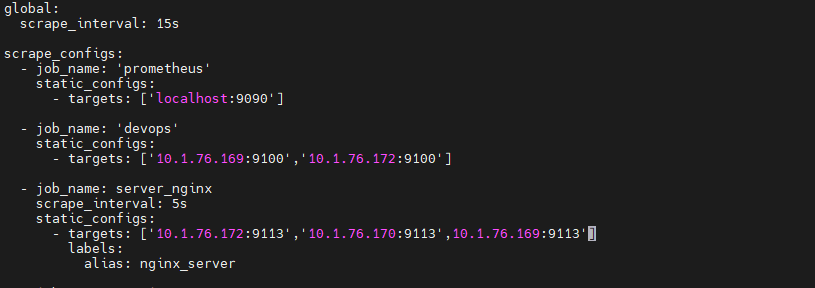 global:
  scrape_interval: 15s
scrape_configs:
  - job_name: 'prometheus'
    static_configs:
      - targets: ['localhost:9090']
  - job_name: 'devops'
    static_configs:
      - targets: ['10.1.76.169:9100','10.1.76.172:9100']
  - job_name: server_nginx
    scrape_interval: 5s
    static_configs:
      - targets: ['10.1.76.172:9113','10.1.76.170:9113',10.1.76.169:9113']
        labels:
          alias: nginx_server